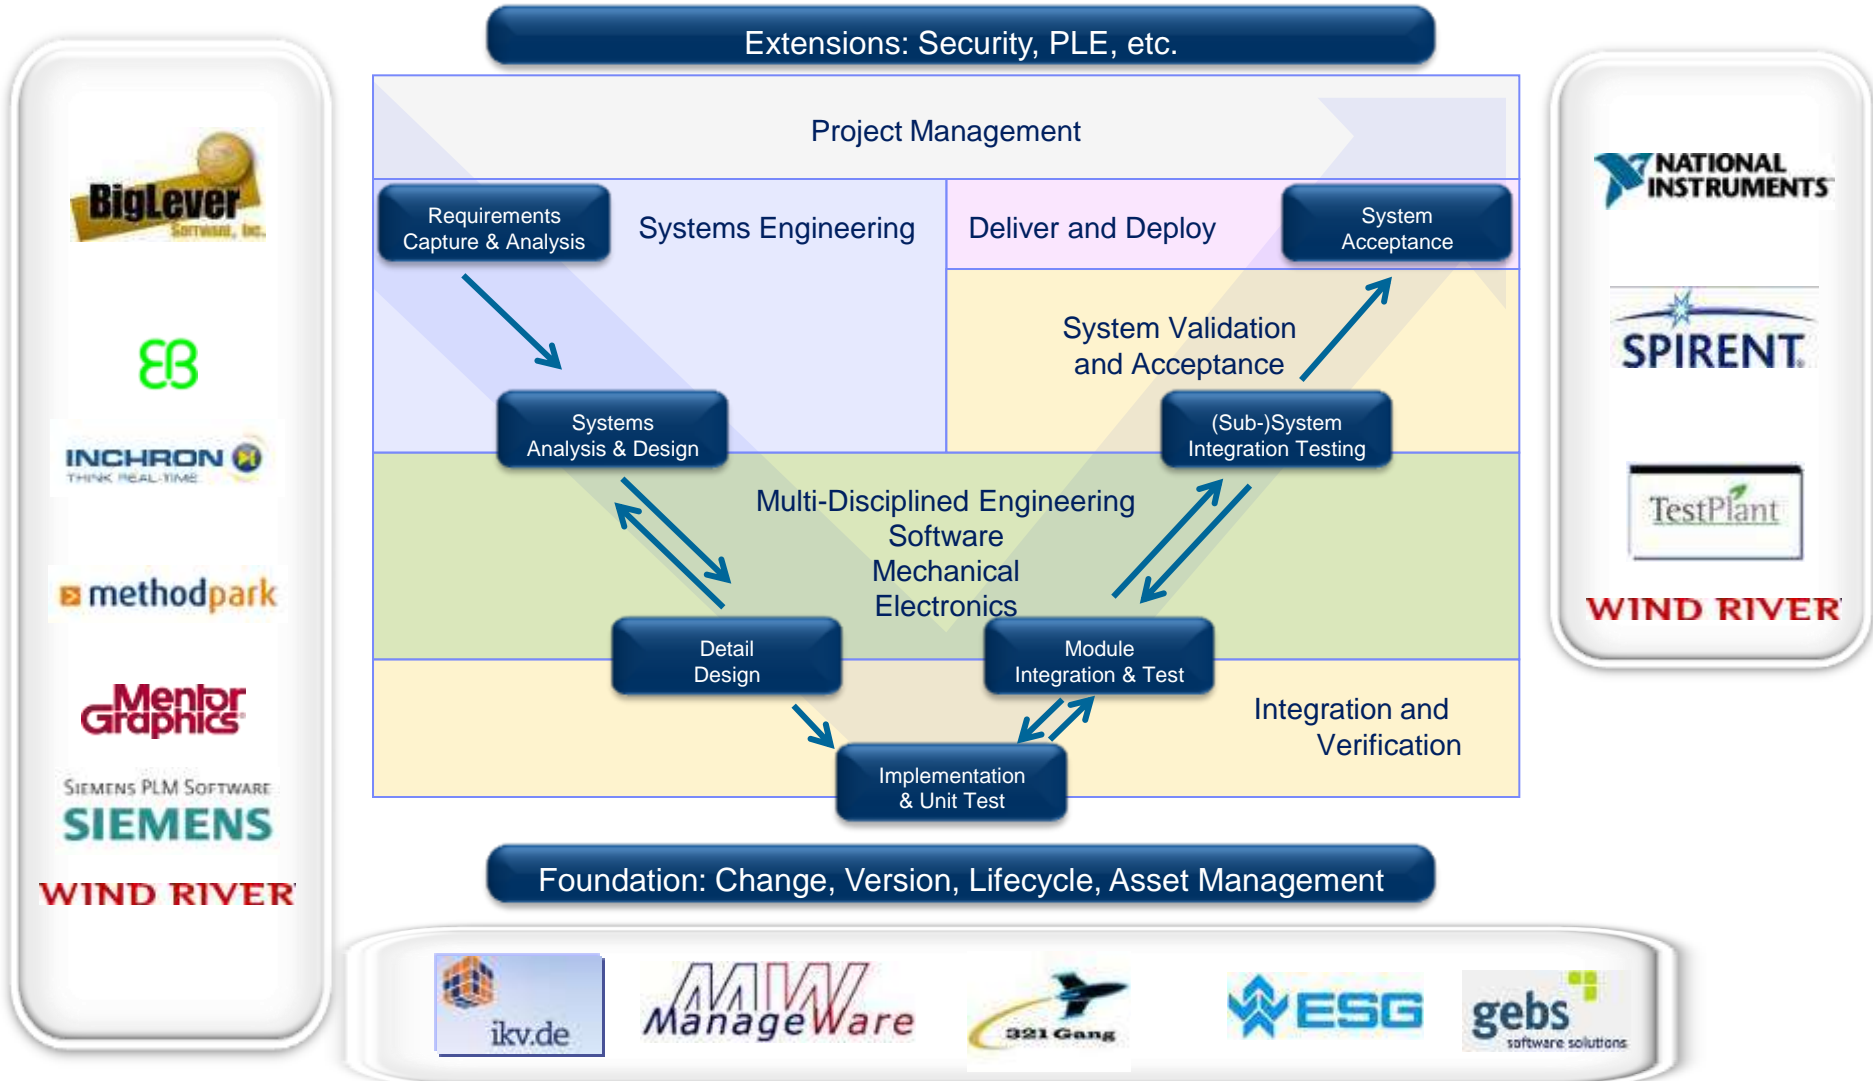 Extensions: Security, PLE, etc.
Project Management
Requirements
Capture & Analysis
Systems Engineering
Deliver and Deploy
System
Acceptance
System Validation
and Acceptance
Systems
Analysis & Design
(Sub-)System
Integration Testing
Multi-Disciplined Engineering
Software
Mechanical
Electronics
Detail
Design
Module
Integration & Test
Integration and
Verification
Implementation
& Unit Test
Foundation: Change, Version, Lifecycle, Asset Management
BigLever
Software, Inc.
EB
INCHRON
THINK REAL-TIME
methodpark
Mentor
Graphics
SIEMENS PLM SOFTWARE
SIEMENS
WIND RIVER
NATIONAL
INSTRUMENTS
SPIRENT
TestPlant
WIND RIVER
ikv.de
MW
ManageWare
321 Gang
ESG
gebs
software solutions